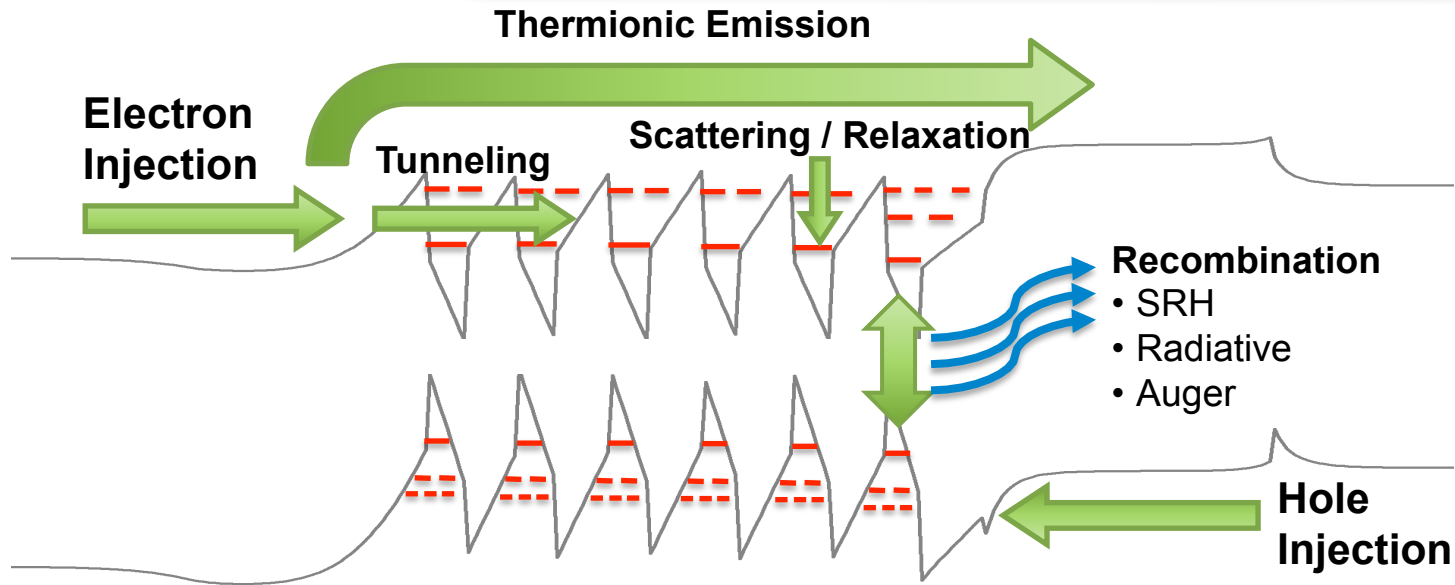 Thermionic Emission
Electron
Injection
Tunneling
Scattering / Relaxation
Recombination
• SRH
• Radiative
• Auger
Hole
Injection